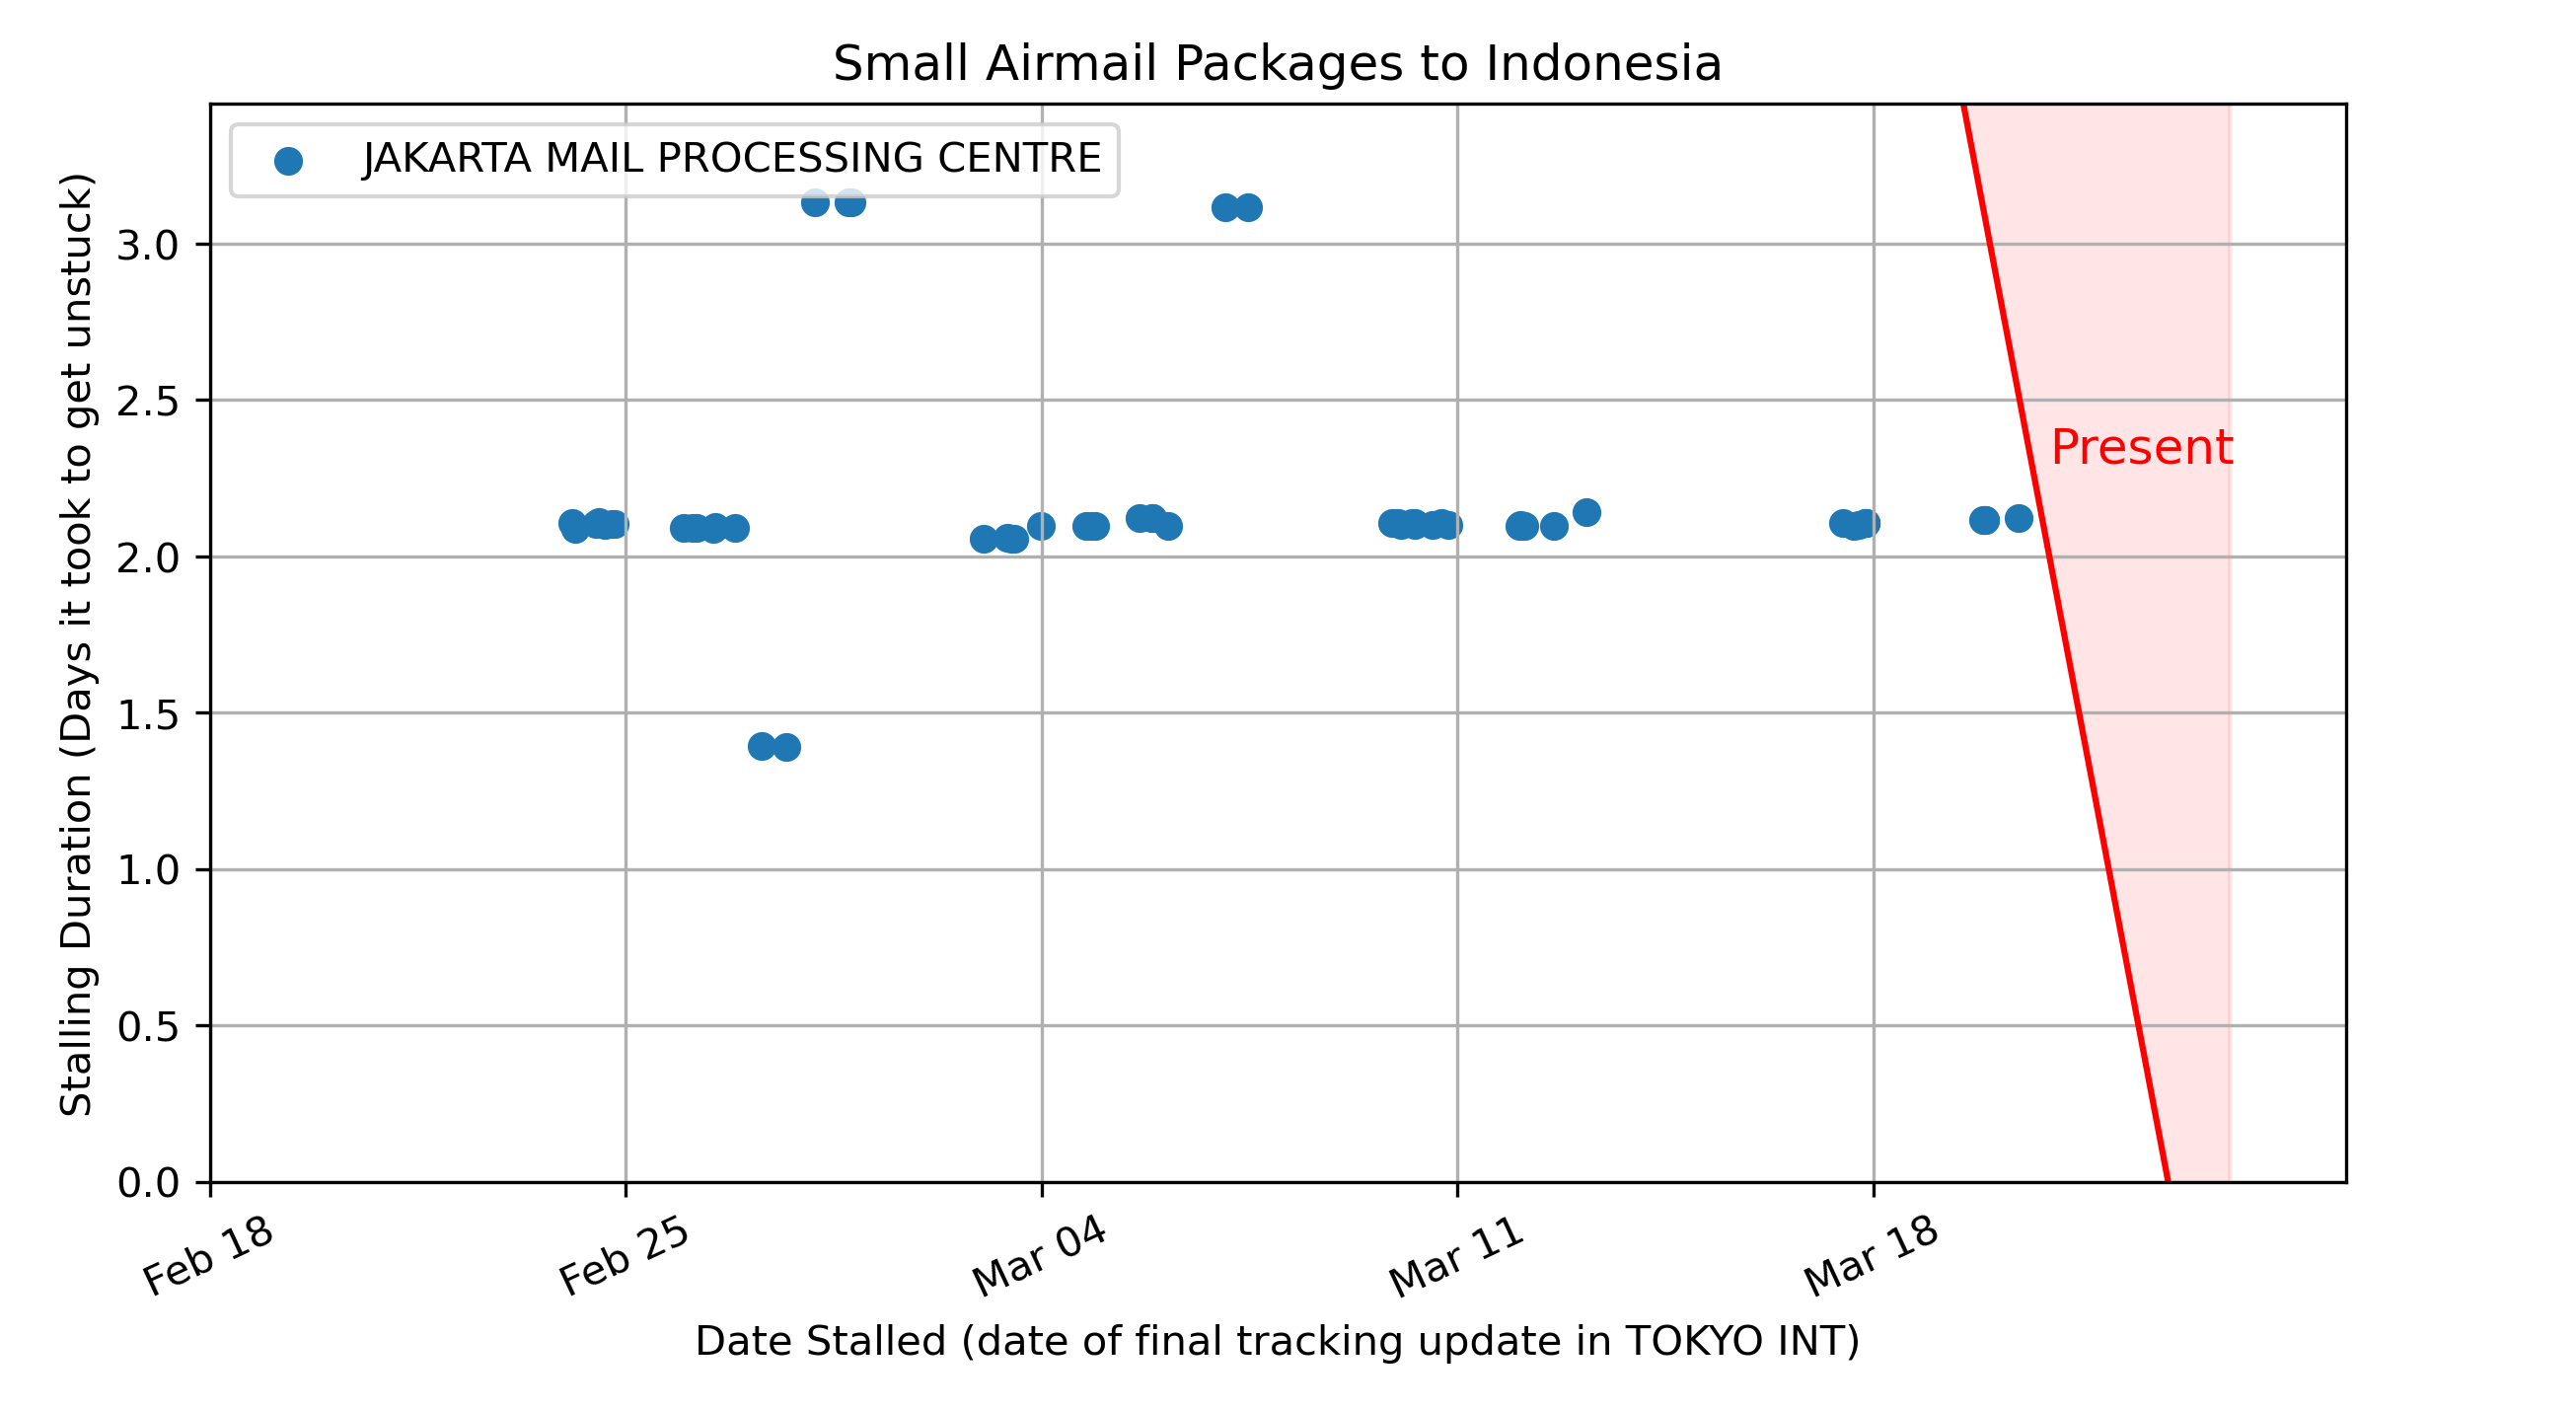 Small Airmail Packages to Indonesia
JAKARTA MAIL PROCESSING CENTRE
Stalling Duration (Days it took to get unstuck)
3.0
2.5
2.0
1.5
1.0
0.5
0.0
Present
Feb 18
Feb 25
Mar 04
Mar 11
Mar 18
Date Stalled (date of final tracking update in TOKYO INT)